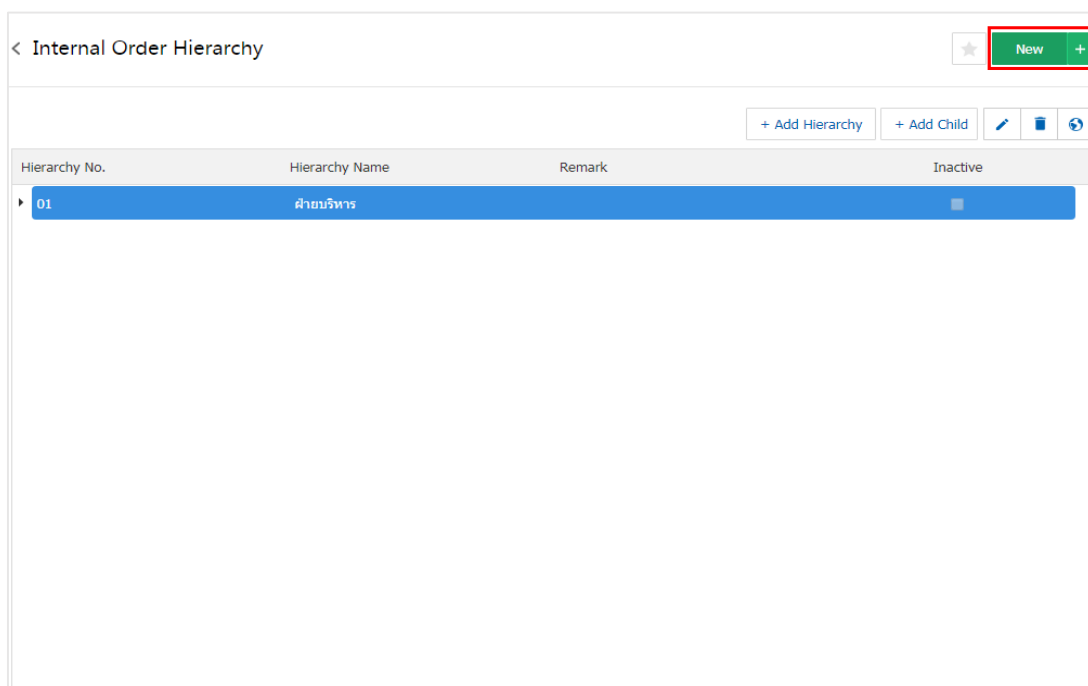 Internal Order Hierarchy
New +
+ Add Hierarchy + Add Child
Hierarchy No. Hierarchy Name Remark Inactive
01 ฝ่ายบริหาร